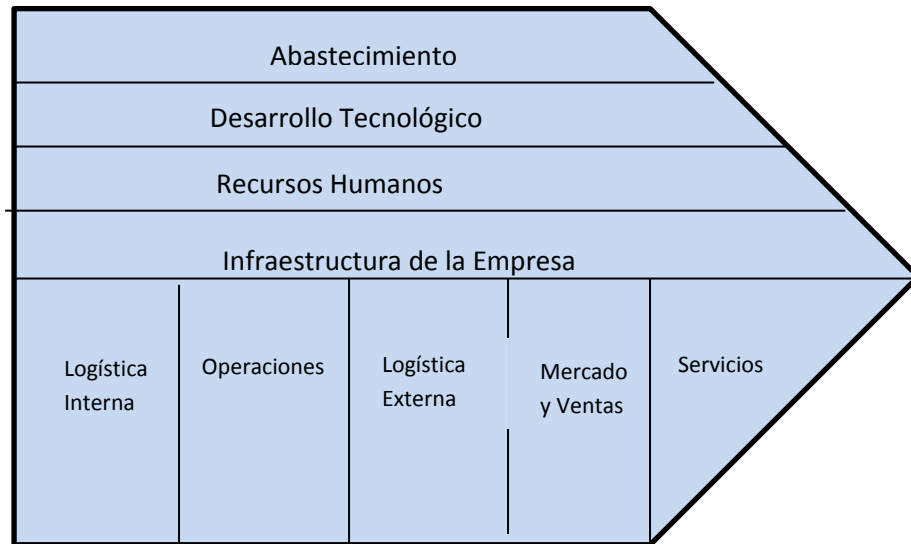 Abastecimiento
Desarrollo Tecnológico
Recursos Humanos
Infraestructura de la Empresa
Logística
Interna
Operaciones
Logística
Externa
Mercado
y Ventas
Servicios